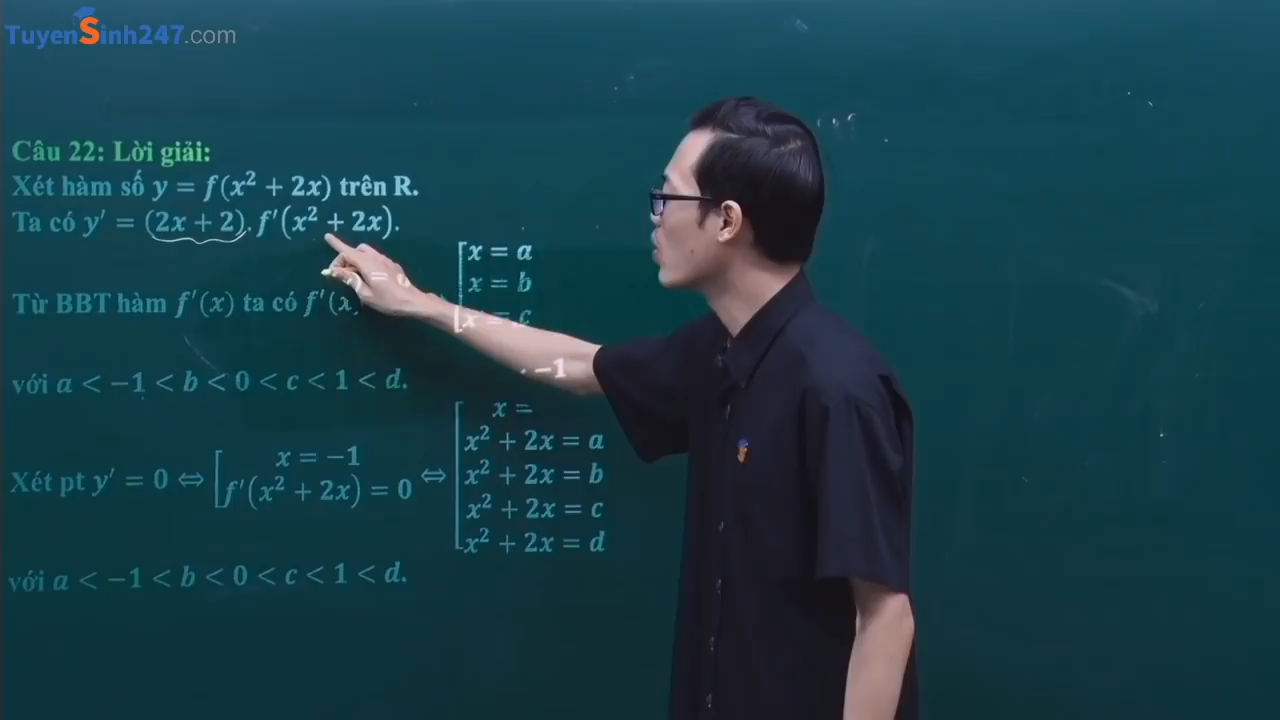 TuyenSinh247.com
Câu 22: Lời giải:
Xét hàm số y = f(x² + 2x) trên R.
Ta có y′ = (2x + 2). f′(x² + 2x).
Từ BBT hàm f′(x) ta có f′(x
x = a
x = b
x = c
với a < −1 < b < 0 < c < 1 < d.
Xét pt y′ = 0 ⇔ [ x = −1
f′(x² + 2x) = 0 ⇔
x = −1
x² + 2x = a
x² + 2x = b
x² + 2x = c
x² + 2x = d
với a < −1 < b < 0 < c < 1 < d.